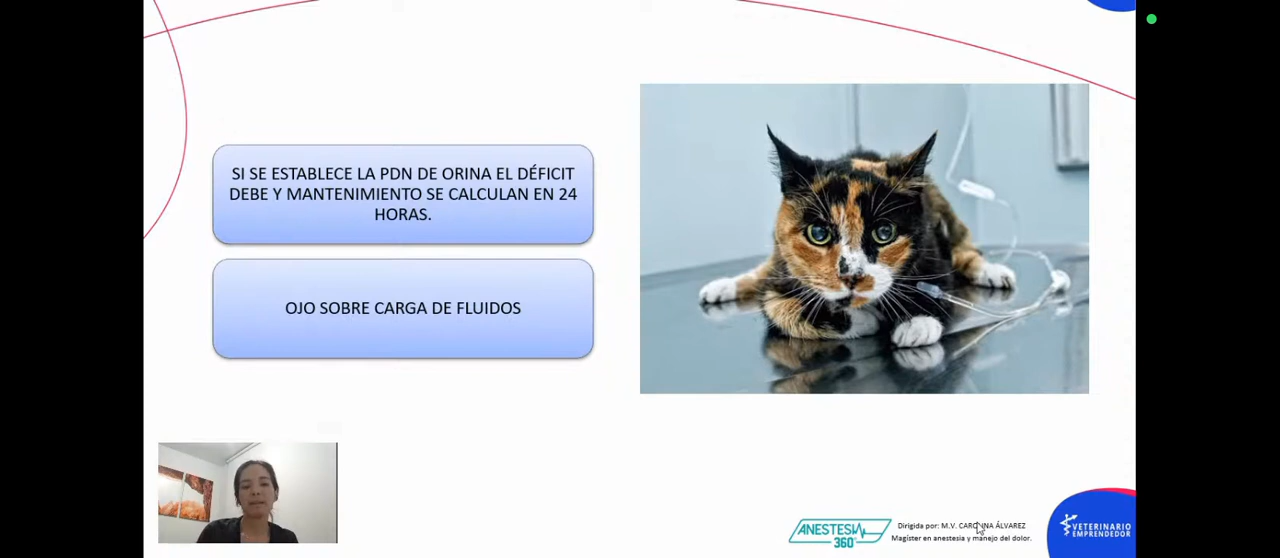 SI SE ESTABLECE LA PDN DE ORINA EL DÉFICIT
DEBE Y MANTENIMIENTO SE CALCULAN EN 24
HORAS.
OJO SOBRE CARGA DE FLUIDOS
ANESTESIA
360°
Dirigida por: M.V. CAROLINA ÁLVAREZ
Magíster en anestesia y manejo del dolor.
VETERINARIO
EMPRENDEDOR